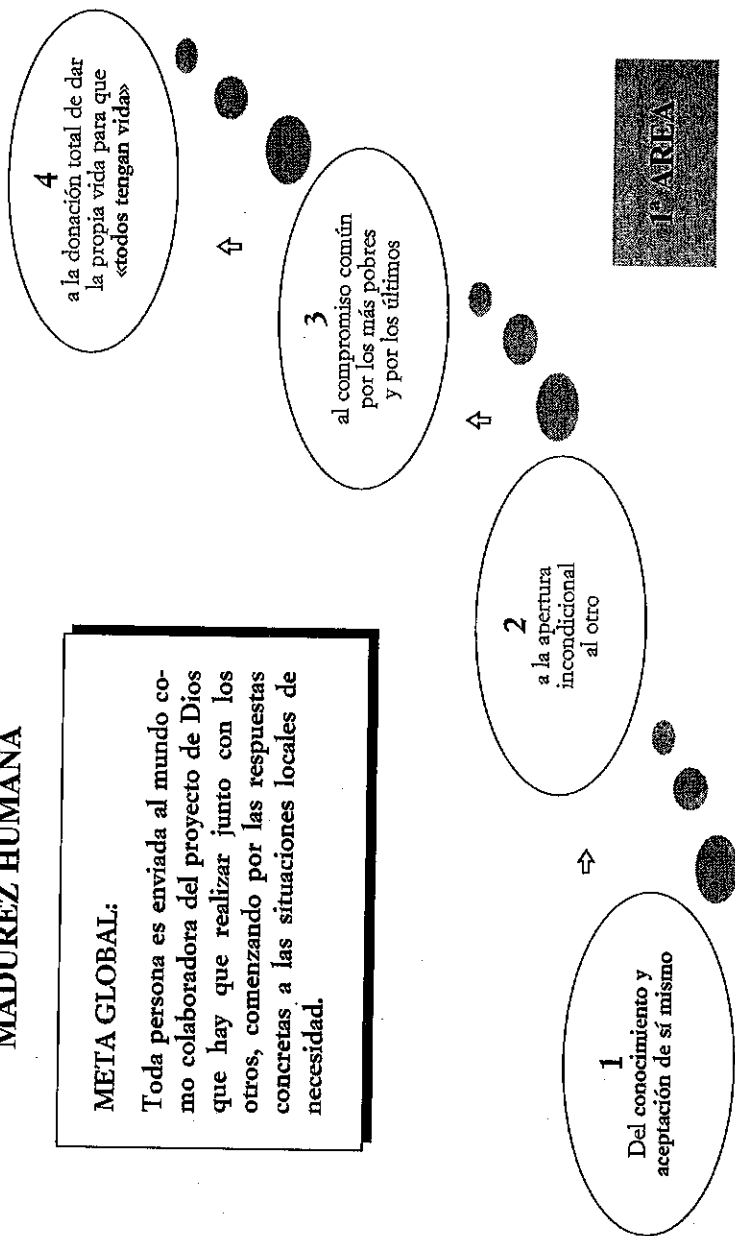 MADUREZ HUMANA
META GLOBAL:
Toda persona es enviada al mundo co-
mo colaboradora del proyecto de Dios
que hay que realizar junto con los
otros, comenzando por las respuestas
concretas a las situaciones locales de
necesidad.
1
Del conocimiento y
aceptación de sí mismo
2
a la apertura
incondicional
al otro
3
al compromiso común
por los más pobres
y por los últimos
4
a la donación total de dar
la propia vida para que
«todos tengan vida»
1ª AREA